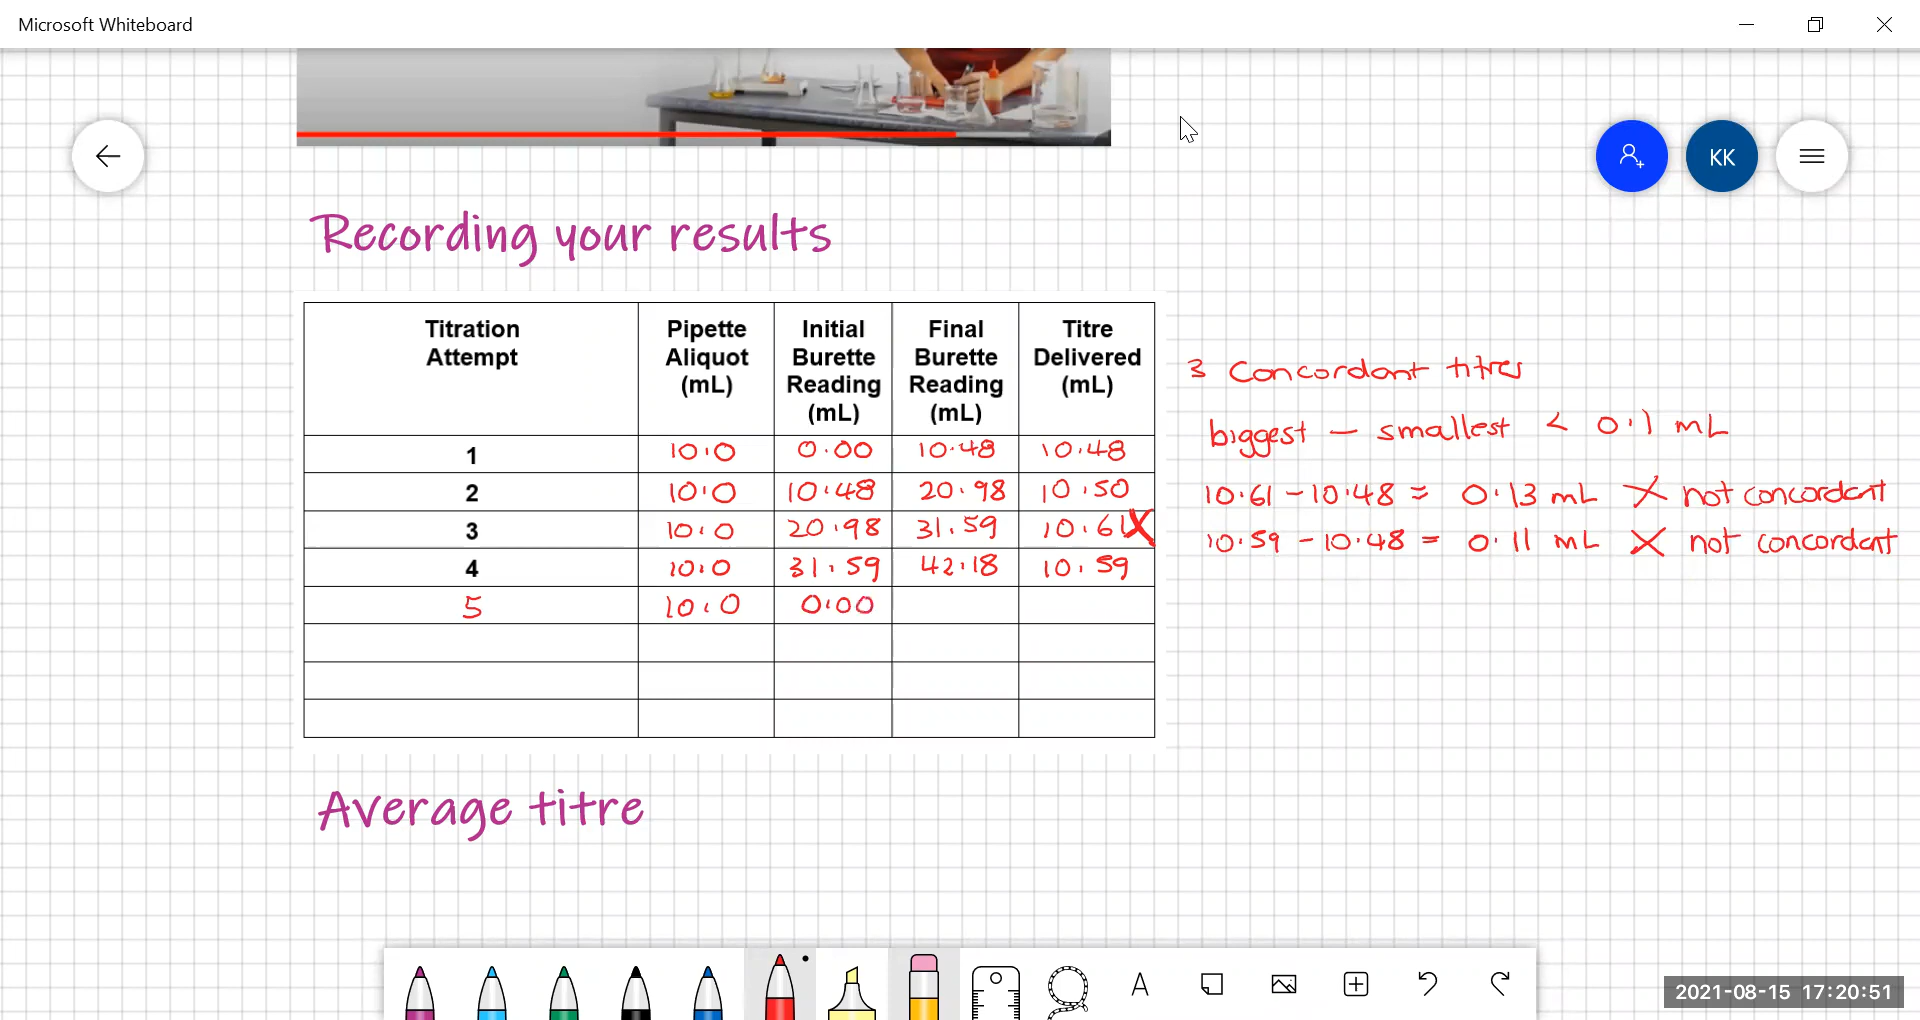 Microsoft Whiteboard
KK
Recording your results
Titration Attempt
Pipette Aliquot (mL)
Initial Burette Reading (mL)
Final Burette Reading (mL)
Titre Delivered (mL)
1 10.0 0.00 10.48 10.48
2 10.0 10.48 20.98 10.50
3 10.0 20.98 31.59 10.61 X
4 10.0 31.59 42.18 10.59
5 10.0 0.00
3 Concordant titres
biggest - smallest < 0.1 mL
10.61 - 10.48 = 0.13 mL X not concordant
10.59 - 10.48 = 0.11 mL X not concordant
Average titre
A
2021-08-15 17:20:51